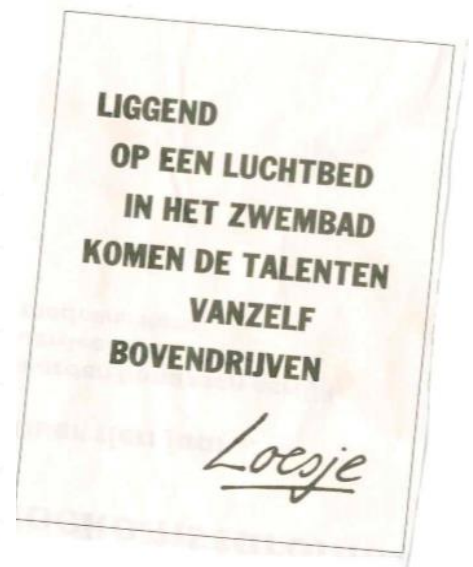 LIGGEND
OP EEN LUCHTBED
IN HET ZWEMBAD
KOMEN DE TALENTEN
VANZELF
BOVENDRIJVEN
Loesje